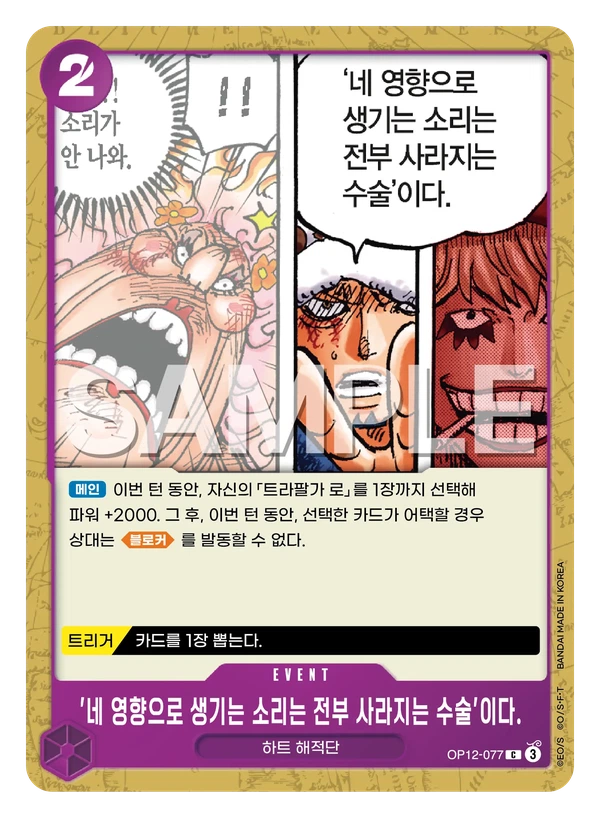 2
!!
소리가
안 나와.
!!
'네 영향으로
생기는 소리는
전부 사라지는
수술'이다.
SAMPLE
메인 이번 턴 동안, 자신의 「트라팔가 로」를 1장까지 선택해
파워 +2000. 그 후, 이번 턴 동안, 선택한 카드가 어택할 경우
상대는 블로커 를 발동할 수 없다.
트리거 카드를 1장 뽑는다.
EVENT
'네 영향으로 생기는 소리는 전부 사라지는 수술'이다.
하트 해적단
OP12-077 C 3
©EO/S ©O/S·F·T BANDAI MADE IN KOREA